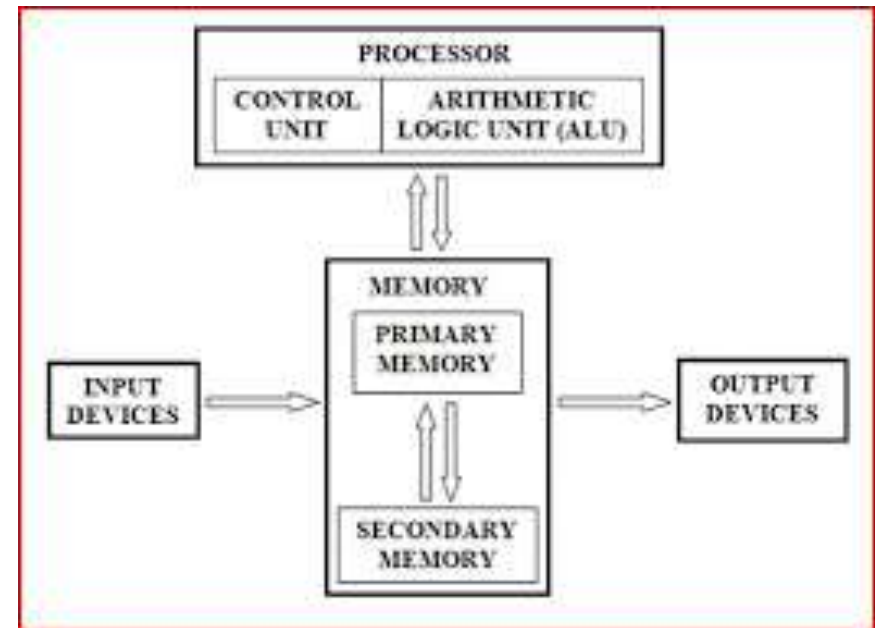 PROCESSOR
CONTROL
UNIT
ARITHMETIC
LOGIC UNIT (ALU)
MEMORY
PRIMARY
MEMORY
INPUT
DEVICES
OUTPUT
DEVICES
SECONDARY
MEMORY